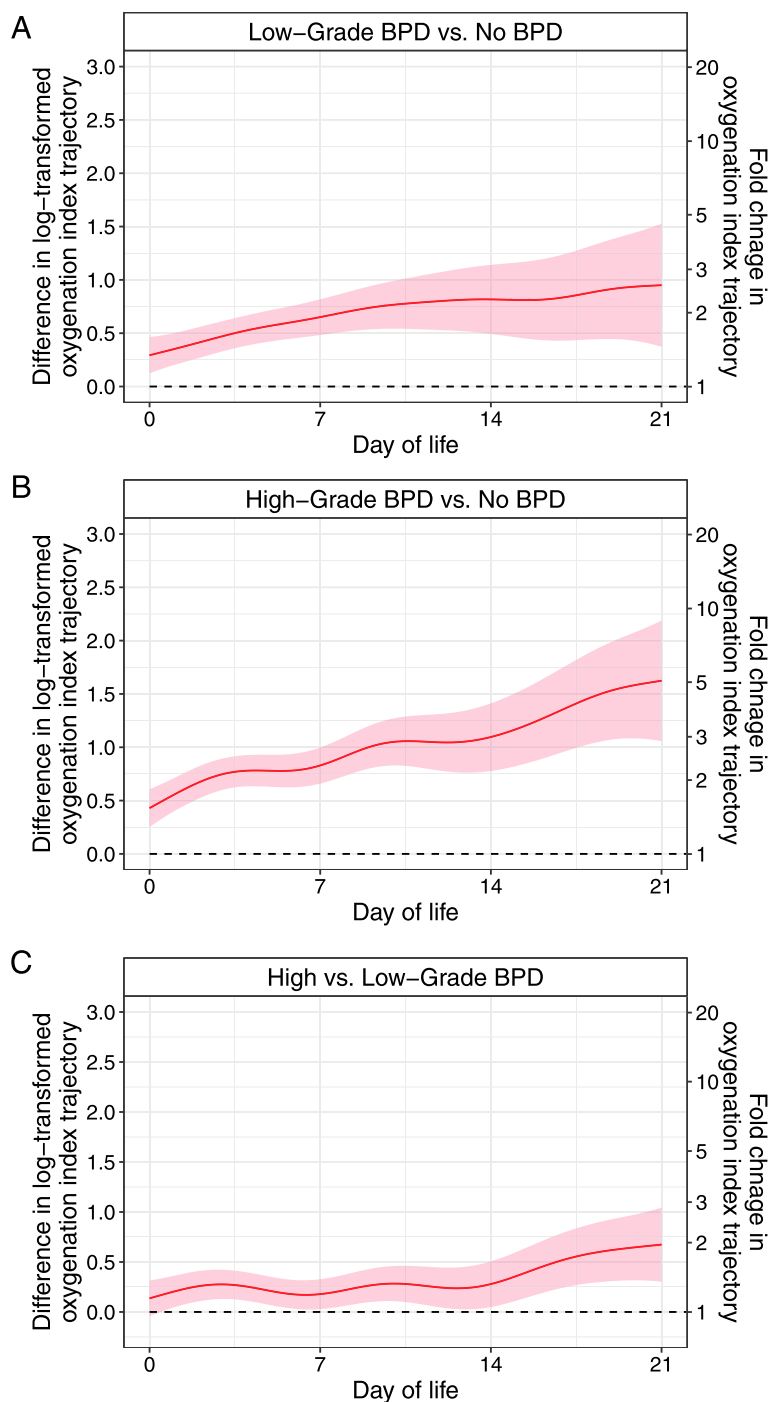 A
Low−Grade BPD vs. No BPD
Difference in log−transformed
oxygenation index trajectory
3.0
2.5
2.0
1.5
1.0
0.5
0.0
20
10
5
3
2
1
Fold chnage in
oxygenation index trajectory
0 7 14 21
Day of life
B
High−Grade BPD vs. No BPD
Difference in log−transformed
oxygenation index trajectory
3.0
2.5
2.0
1.5
1.0
0.5
0.0
20
10
5
3
2
1
Fold chnage in
oxygenation index trajectory
0 7 14 21
Day of life
C
High vs. Low−Grade BPD
Difference in log−transformed
oxygenation index trajectory
3.0
2.5
2.0
1.5
1.0
0.5
0.0
20
10
5
3
2
1
Fold chnage in
oxygenation index trajectory
0 7 14 21
Day of life